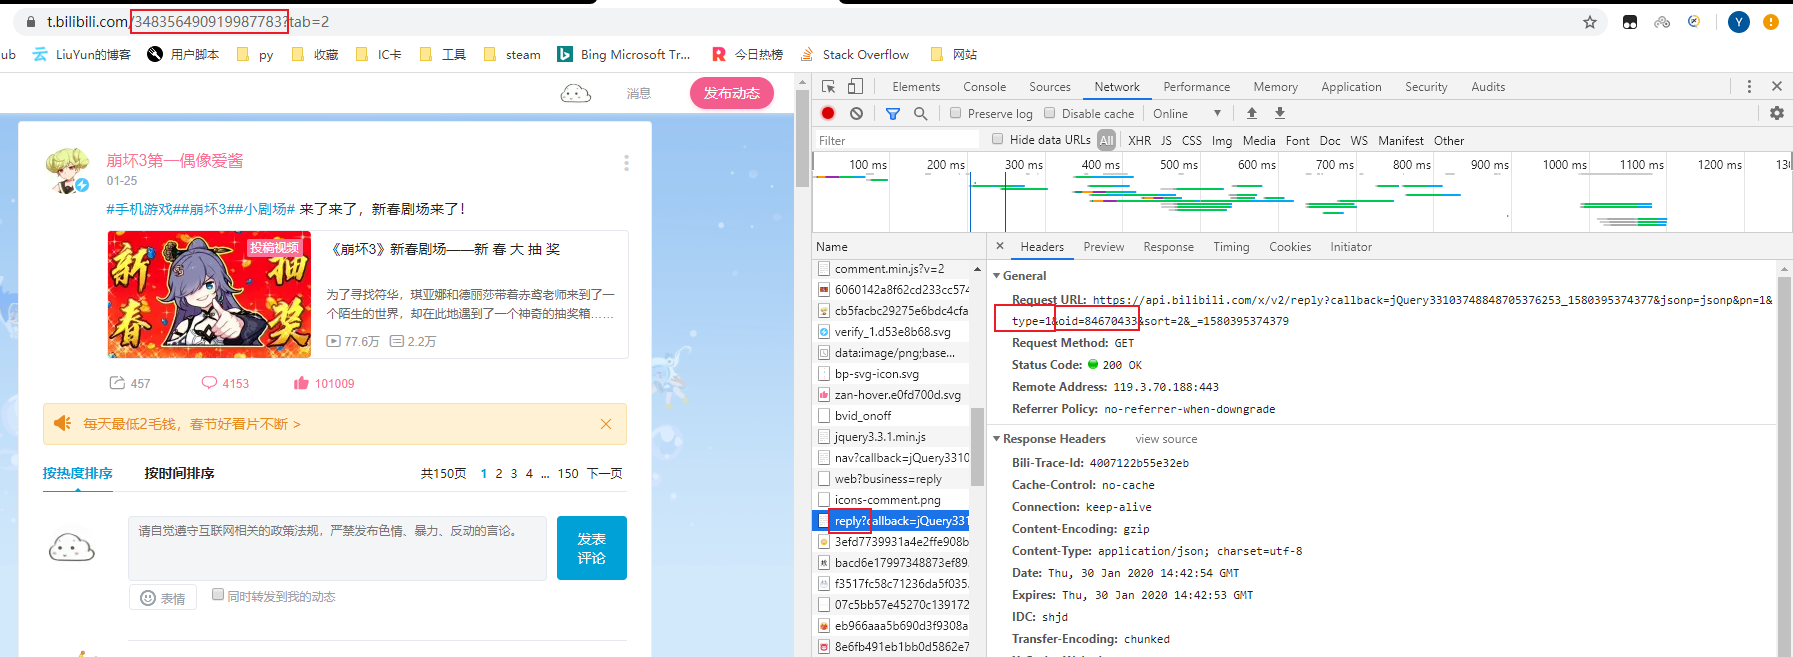 t.bilibili.com/348356490919987783?tab=2
Y
ub LiuYun的博客 用户脚本 py 收藏 IC卡 工具 steam Bing Microsoft Tr... 今日热榜 Stack Overflow 网站
消息 发布动态
崩坏3第一偶像爱酱
01-25
#手机游戏##崩坏3##小剧场# 来了来了，新春剧场来了！
投稿视频
新春
抽奖
《崩坏3》新春剧场——新 春 大 抽 奖
为了寻找符华，琪亚娜和德丽莎带着赤鸢老师来到了一
个陌生的世界，却在此地遇到了一个神奇的抽奖箱……
77.6万 2.2万
457 4153 101009
每天最低2毛钱，春节好看片不断 >
按热度排序 按时间排序 共150页 1 2 3 4 ... 150 下一页
请自觉遵守互联网相关的政策法规，严禁发布色情、暴力、反动的言论。
发表
评论
表情 同时转发到我的动态
Elements Console Sources Network Performance Memory Application Security Audits
Preserve log Disable cache Online
Filter Hide data URLs All XHR JS CSS Img Media Font Doc WS Manifest Other
100 ms 200 ms 300 ms 400 ms 500 ms 600 ms 700 ms 800 ms 900 ms 1000 ms 1100 ms 1200 ms 130
Name
comment.min.js?v=2
6060142a8f62cd233cc574
cb5facbc29275e6bdc4cfa
verify_1.d53e8b68.svg
data:image/png;base...
bp-svg-icon.svg
zan-hover.e0fd700d.svg
bvid_onoff
jquery3.3.1.min.js
nav?callback=jQuery3310
web?business=reply
icons-comment.png
reply?callback=jQuery331
3efd7739931a4e2ffe908b
bacd6e17997348873ef89
f3517fc58c71236da5f035
07c5bb57e45270c139172
eb966aaa5b690d3f9308a
8e6fb491eb1bb0d5862e7
Headers Preview Response Timing Cookies Initiator
General
Request URL: https://api.bilibili.com/x/v2/reply?callback=jQuery33103748848705376253_1580395374377&jsonp=jsonp&pn=1&
type=1&oid=84670433&sort=2&_=1580395374379
Request Method: GET
Status Code: 200 OK
Remote Address: 119.3.70.188:443
Referrer Policy: no-referrer-when-downgrade
Response Headers view source
Bili-Trace-Id: 4007122b55e32eb
Cache-Control: no-cache
Connection: keep-alive
Content-Encoding: gzip
Content-Type: application/json; charset=utf-8
Date: Thu, 30 Jan 2020 14:42:54 GMT
Expires: Thu, 30 Jan 2020 14:42:53 GMT
IDC: shjd
Transfer-Encoding: chunked